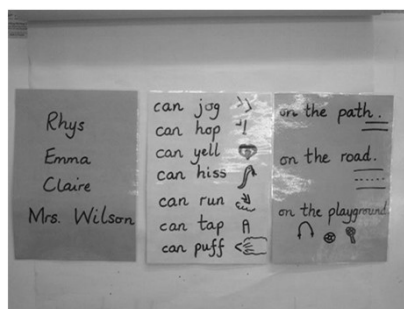 Rhys
Emma
Claire
Mrs. Wilson
can jog
can hop
can yell
can hiss
can run
can tap
can puff
on the path.
on the road.
on the playground